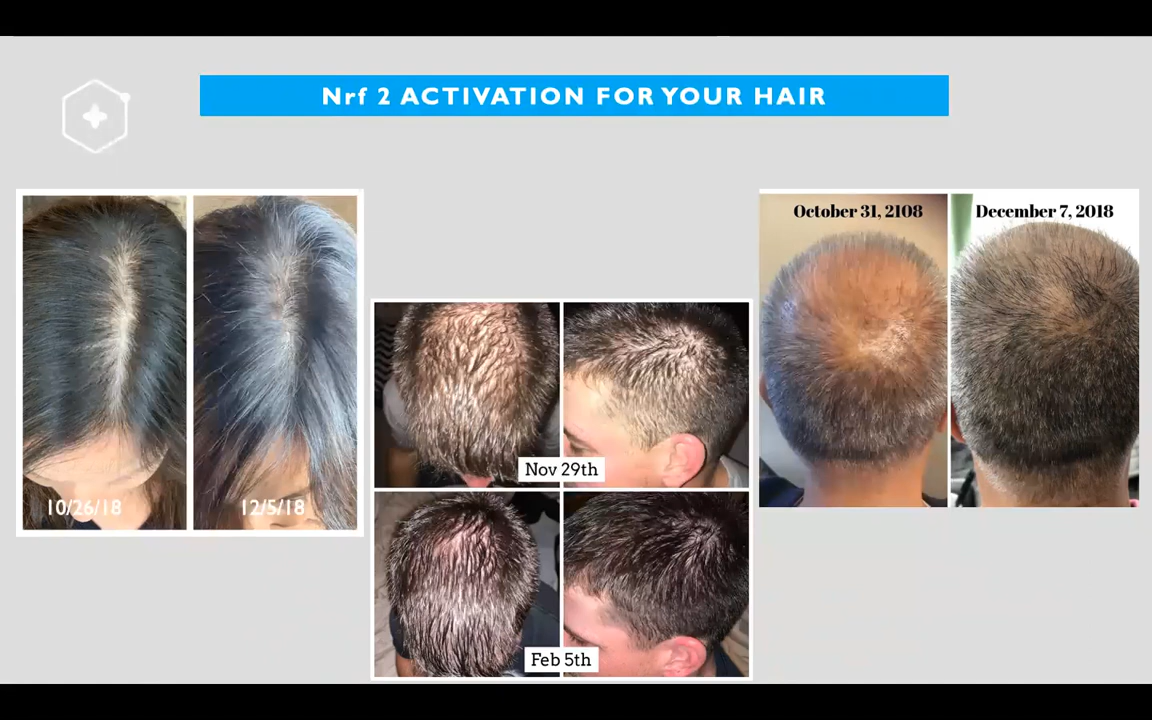 Nrf 2 ACTIVATION FOR YOUR HAIR
10/26/18
12/5/18
Nov 29th
Feb 5th
October 31, 2108
December 7, 2018